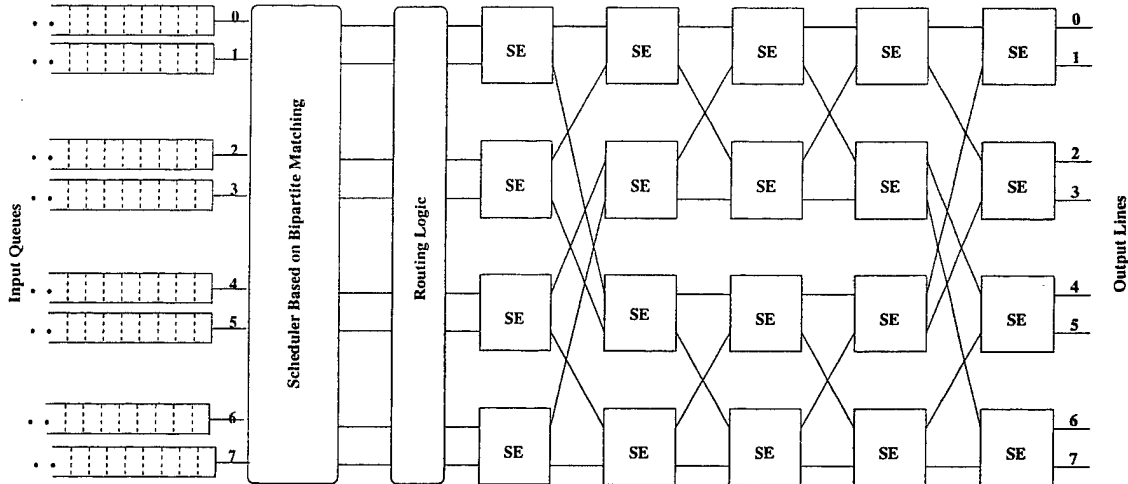 Input Queues
0
1
2
3
4
5
6
7
Scheduler Based on Bipartite Matching
Routing Logic
SE SE SE SE SE
SE SE SE SE SE
SE SE SE SE SE
SE SE SE SE SE
0
1
2
3
4
5
6
7
Output Lines